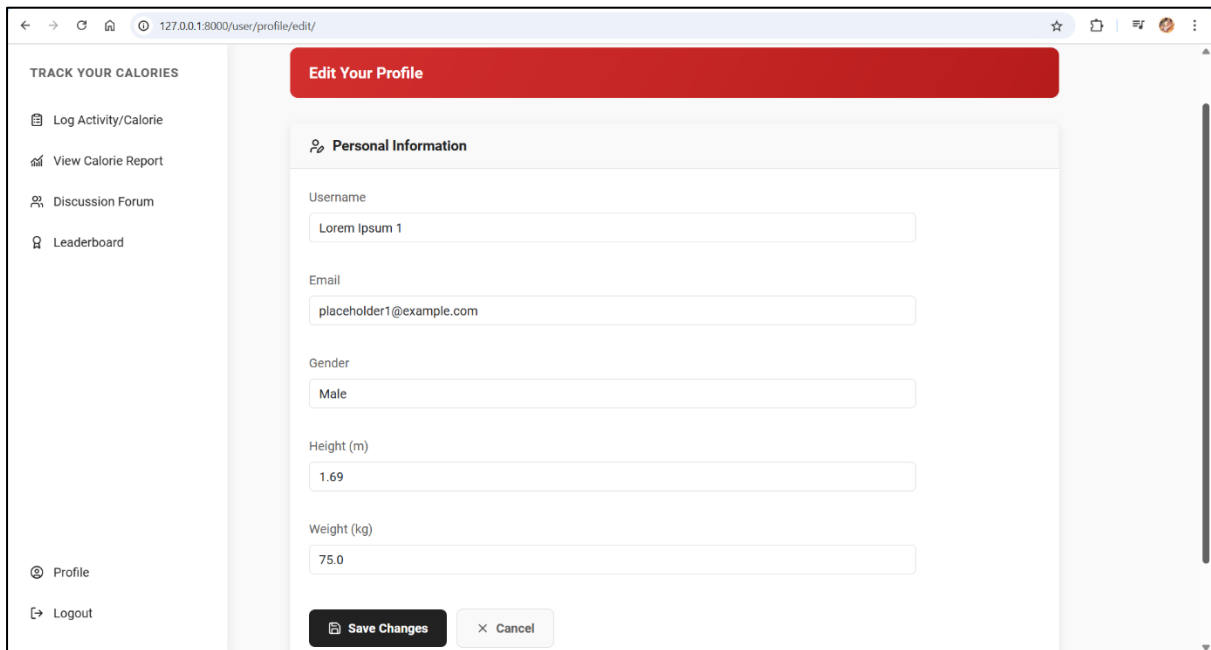 127.0.0.1:8000/user/profile/edit/
TRACK YOUR CALORIES
Log Activity/Calorie
View Calorie Report
Discussion Forum
Leaderboard
Profile
Logout
Edit Your Profile
Personal Information
Username
Lorem Ipsum 1
Email
placeholder1@example.com
Gender
Male
Height (m)
1.69
Weight (kg)
75.0
Save Changes
Cancel